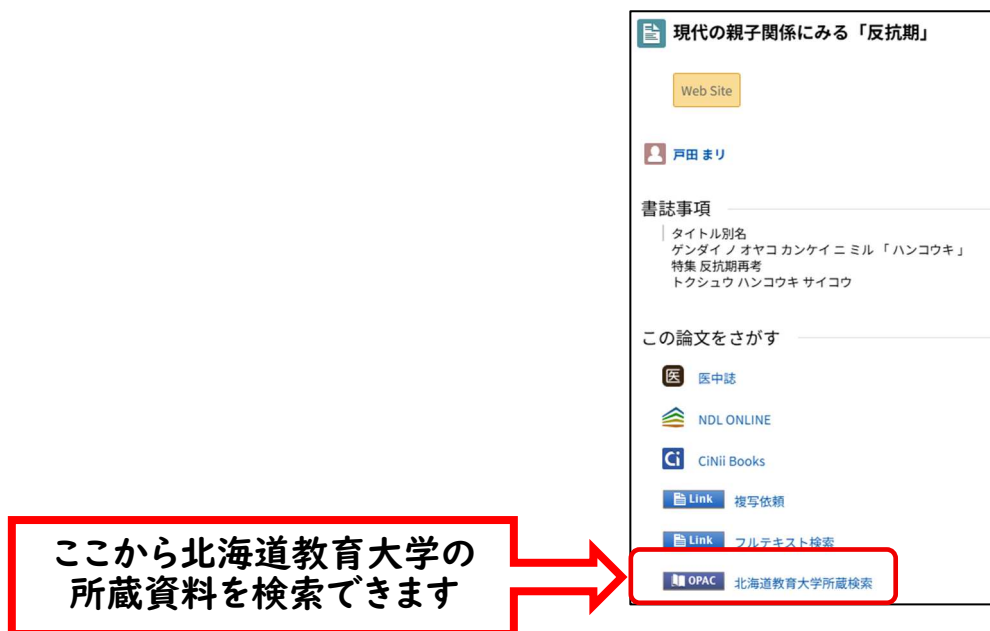 現代の親子関係にみる「反抗期」
Web Site
戸田 まリ
書誌事項
タイトル別名
ゲンダイ ノ オヤコ カンケイ ニ ミル 「 ハンコウキ 」
特集 反抗期再考
トクシュウ ハンコウキ サイコウ
この論文をさがす
医 医中誌
NDL ONLINE
Ci CiNii Books
Link 複写依頼
Link フルテキスト検索
OPAC 北海道教育大学所蔵検索
ここから北海道教育大学の
所蔵資料を検索できます